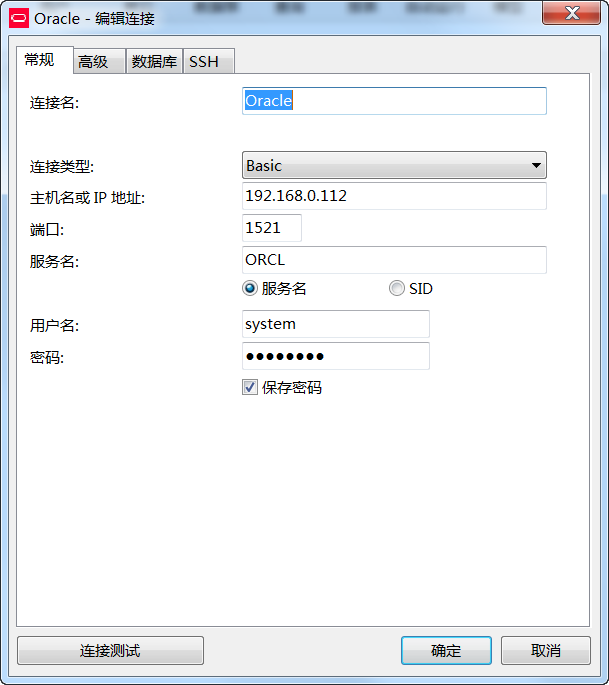 Oracle - 编辑连接
常规 高级 数据库 SSH
连接名: Oracle
连接类型: Basic
主机名或 IP 地址: 192.168.0.112
端口: 1521
服务名: ORCL
服务名 SID
用户名: system
密码: ●●●●●●●●
保存密码
连接测试 确定 取消